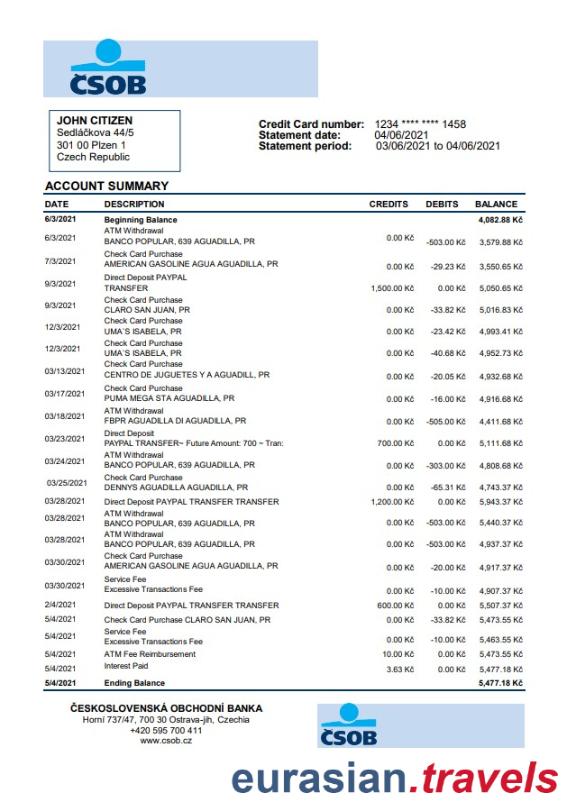 ČSOB
JOHN CITIZEN
Sedláčkova 44/5
301 00 Plzen 1
Czech Republic
Credit Card number: 1234 **** **** 1458
Statement date: 04/06/2021
Statement period: 03/06/2021 to 04/06/2021
ACCOUNT SUMMARY
DATE DESCRIPTION CREDITS DEBITS BALANCE
6/3/2021 Beginning Balance 4,082.88 Kč
6/3/2021 ATM Withdrawal
BANCO POPULAR, 639 AGUADILLA, PR 0.00 Kč -503.00 Kč 3,579.88 Kč
7/3/2021 Check Card Purchase
AMERICAN GASOLINE AGUA AGUADILLA, PR 0.00 Kč -29.23 Kč 3,550.65 Kč
9/3/2021 Direct Deposit PAYPAL
TRANSFER 1,500.00 Kč 0.00 Kč 5,050.65 Kč
9/3/2021 Check Card Purchase
CLARO SAN JUAN, PR 0.00 Kč -33.82 Kč 5,016.83 Kč
12/3/2021 Check Card Purchase
UMA`S ISABELA, PR 0.00 Kč -23.42 Kč 4,993.41 Kč
12/3/2021 Check Card Purchase
UMA`S ISABELA, PR 0.00 Kč -40.68 Kč 4,952.73 Kč
03/13/2021 Check Card Purchase
CENTRO DE JUGUETES Y A AGUADILL, PR 0.00 Kč -20.05 Kč 4,932.68 Kč
03/17/2021 Check Card Purchase
PUMA MEGA STA AGUADILLA, PR 0.00 Kč -16.00 Kč 4,916.68 Kč
03/18/2021 ATM Withdrawal
FBPR AGUADILLA DI AGUADILLA, PR 0.00 Kč -505.00 Kč 4,411.68 Kč
03/23/2021 Direct Deposit
PAYPAL TRANSFER~ Future Amount: 700 ~ Tran: 700.00 Kč 0.00 Kč 5,111.68 Kč
03/24/2021 ATM Withdrawal
BANCO POPULAR, 639 AGUADILLA, PR 0.00 Kč -303.00 Kč 4,808.68 Kč
03/25/2021 Check Card Purchase
DENNYS AGUADILLA AGUADILLA, PR 0.00 Kč -65.31 Kč 4,743.37 Kč
03/28/2021 Direct Deposit PAYPAL TRANSFER TRANSFER 1,200.00 Kč 0.00 Kč 5,943.37 Kč
03/28/2021 ATM Withdrawal
BANCO POPULAR, 639 AGUADILLA, PR 0.00 Kč -503.00 Kč 5,440.37 Kč
03/28/2021 ATM Withdrawal
BANCO POPULAR, 639 AGUADILLA, PR 0.00 Kč -503.00 Kč 4,937.37 Kč
03/30/2021 Check Card Purchase
AMERICAN GASOLINE AGUA AGUADILLA, PR 0.00 Kč -20.00 Kč 4,917.37 Kč
03/30/2021 Service Fee
Excessive Transactions Fee 0.00 Kč -10.00 Kč 4,907.37 Kč
2/4/2021 Direct Deposit PAYPAL TRANSFER TRANSFER 600.00 Kč 0.00 Kč 5,507.37 Kč
5/4/2021 Check Card Purchase CLARO SAN JUAN, PR 0.00 Kč -33.82 Kč 5,473.55 Kč
5/4/2021 Service Fee
Excessive Transactions Fee 0.00 Kč -10.00 Kč 5,463.55 Kč
5/4/2021 ATM Fee Reimbursement 10.00 Kč 0.00 Kč 5,473.55 Kč
5/4/2021 Interest Paid 3.63 Kč 0.00 Kč 5,477.18 Kč
5/4/2021 Ending Balance 5,477.18 Kč
ČESKOSLOVENSKÁ OBCHODNÍ BANKA
Horní 737/47, 700 30 Ostrava-jih, Czechia
+420 595 700 411
www.csob.cz
ČSOB
eurasian.travels